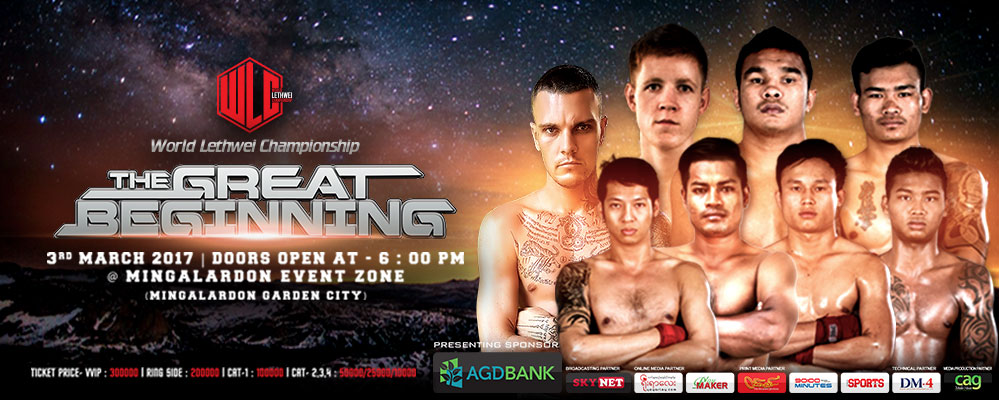 WLC
LETHWEI
World Lethwei Championship
THE GREAT
BEGINNING
3RD MARCH 2017 | DOORS OPEN AT - 6 : 00 PM
@ MINGALARDON EVENT ZONE
(MINGALARDON GARDEN CITY)
TICKET PRICE- VVIP : 300000 | RING SIDE : 200000 | CAT-1 : 100000 | CAT- 2,3,4 : 50000/25000/10000
PRESENTING SPONSOR
AGDBANK
BROADCASTING PARTNER
SKYNET
ONLINE MEDIA PARTNER
MAKER
PRINT MEDIA PARTNER
MINUTES
SPORTS
TECHNICAL PARTNER
DM-4
MEDIA PRODUCTION PARTNER
cag